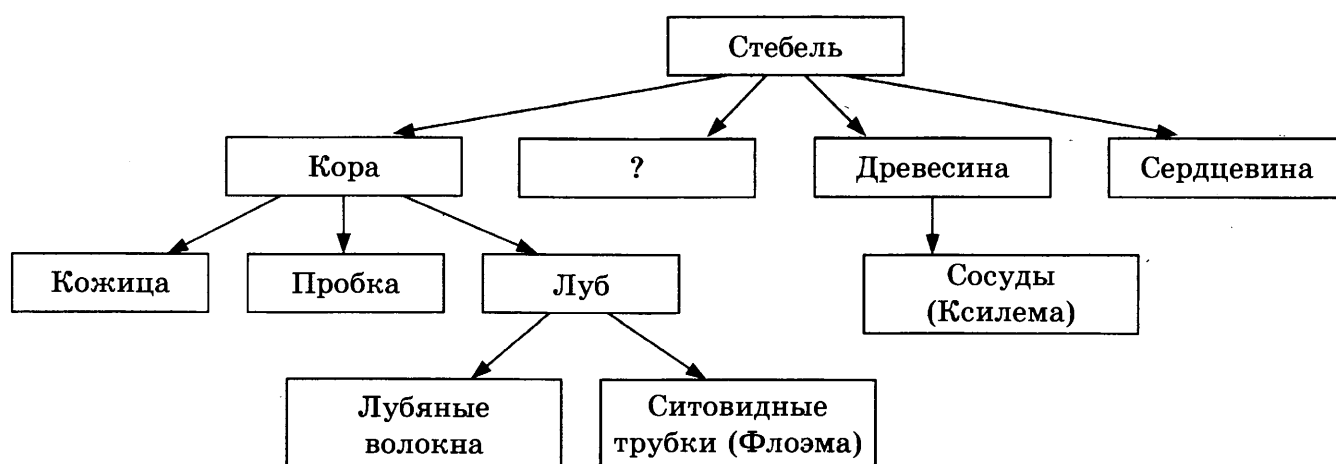 Стебель
Кора
?
Древесина
Сердцевина
Кожица
Пробка
Луб
Сосуды
(Ксилема)
Лубяные
волокна
Ситовидные
трубки (Флоэма)